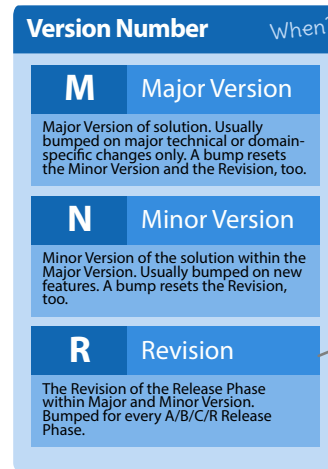 Version Number When?
M Major Version
Major Version of solution. Usually
bumped on major technical or domain-
specific changes only. A bump resets
the Minor Version and the Revision, too.
N Minor Version
Minor Version of the solution within the
Major Version. Usually bumped on new
features. A bump resets the Revision,
too.
R Revision
The Revision of the Release Phase
within Major and Minor Version.
Bumped for every A/B/C/R Release
Phase.